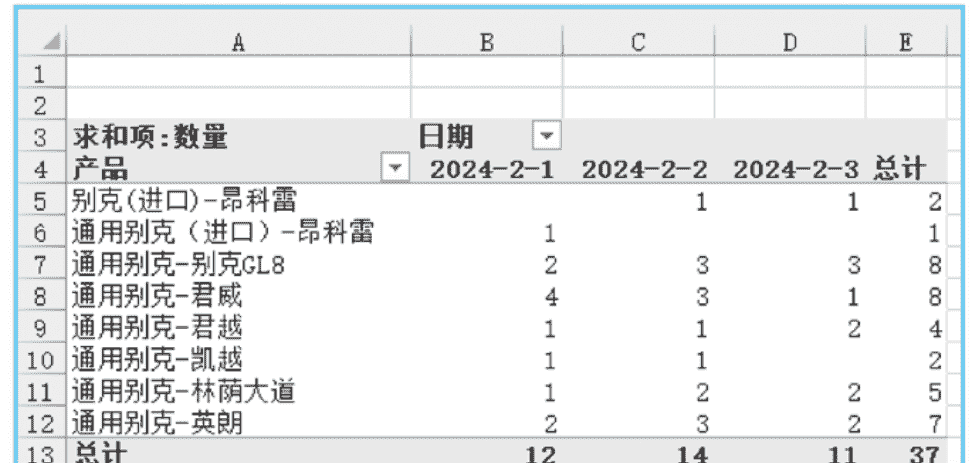 A B C D E
1
2
3 求和项:数量 日期
4 产品 2024-2-1 2024-2-2 2024-2-3 总计
5 别克(进口)-昂科雷 1 1 2
6 通用别克（进口）-昂科雷 1 1
7 通用别克-别克GL8 2 3 3 8
8 通用别克-君威 4 3 1 8
9 通用别克-君越 1 1 2 4
10 通用别克-凯越 1 1 2
11 通用别克-林荫大道 1 2 2 5
12 通用别克-英朗 2 3 2 7
13 总计 12 14 11 37